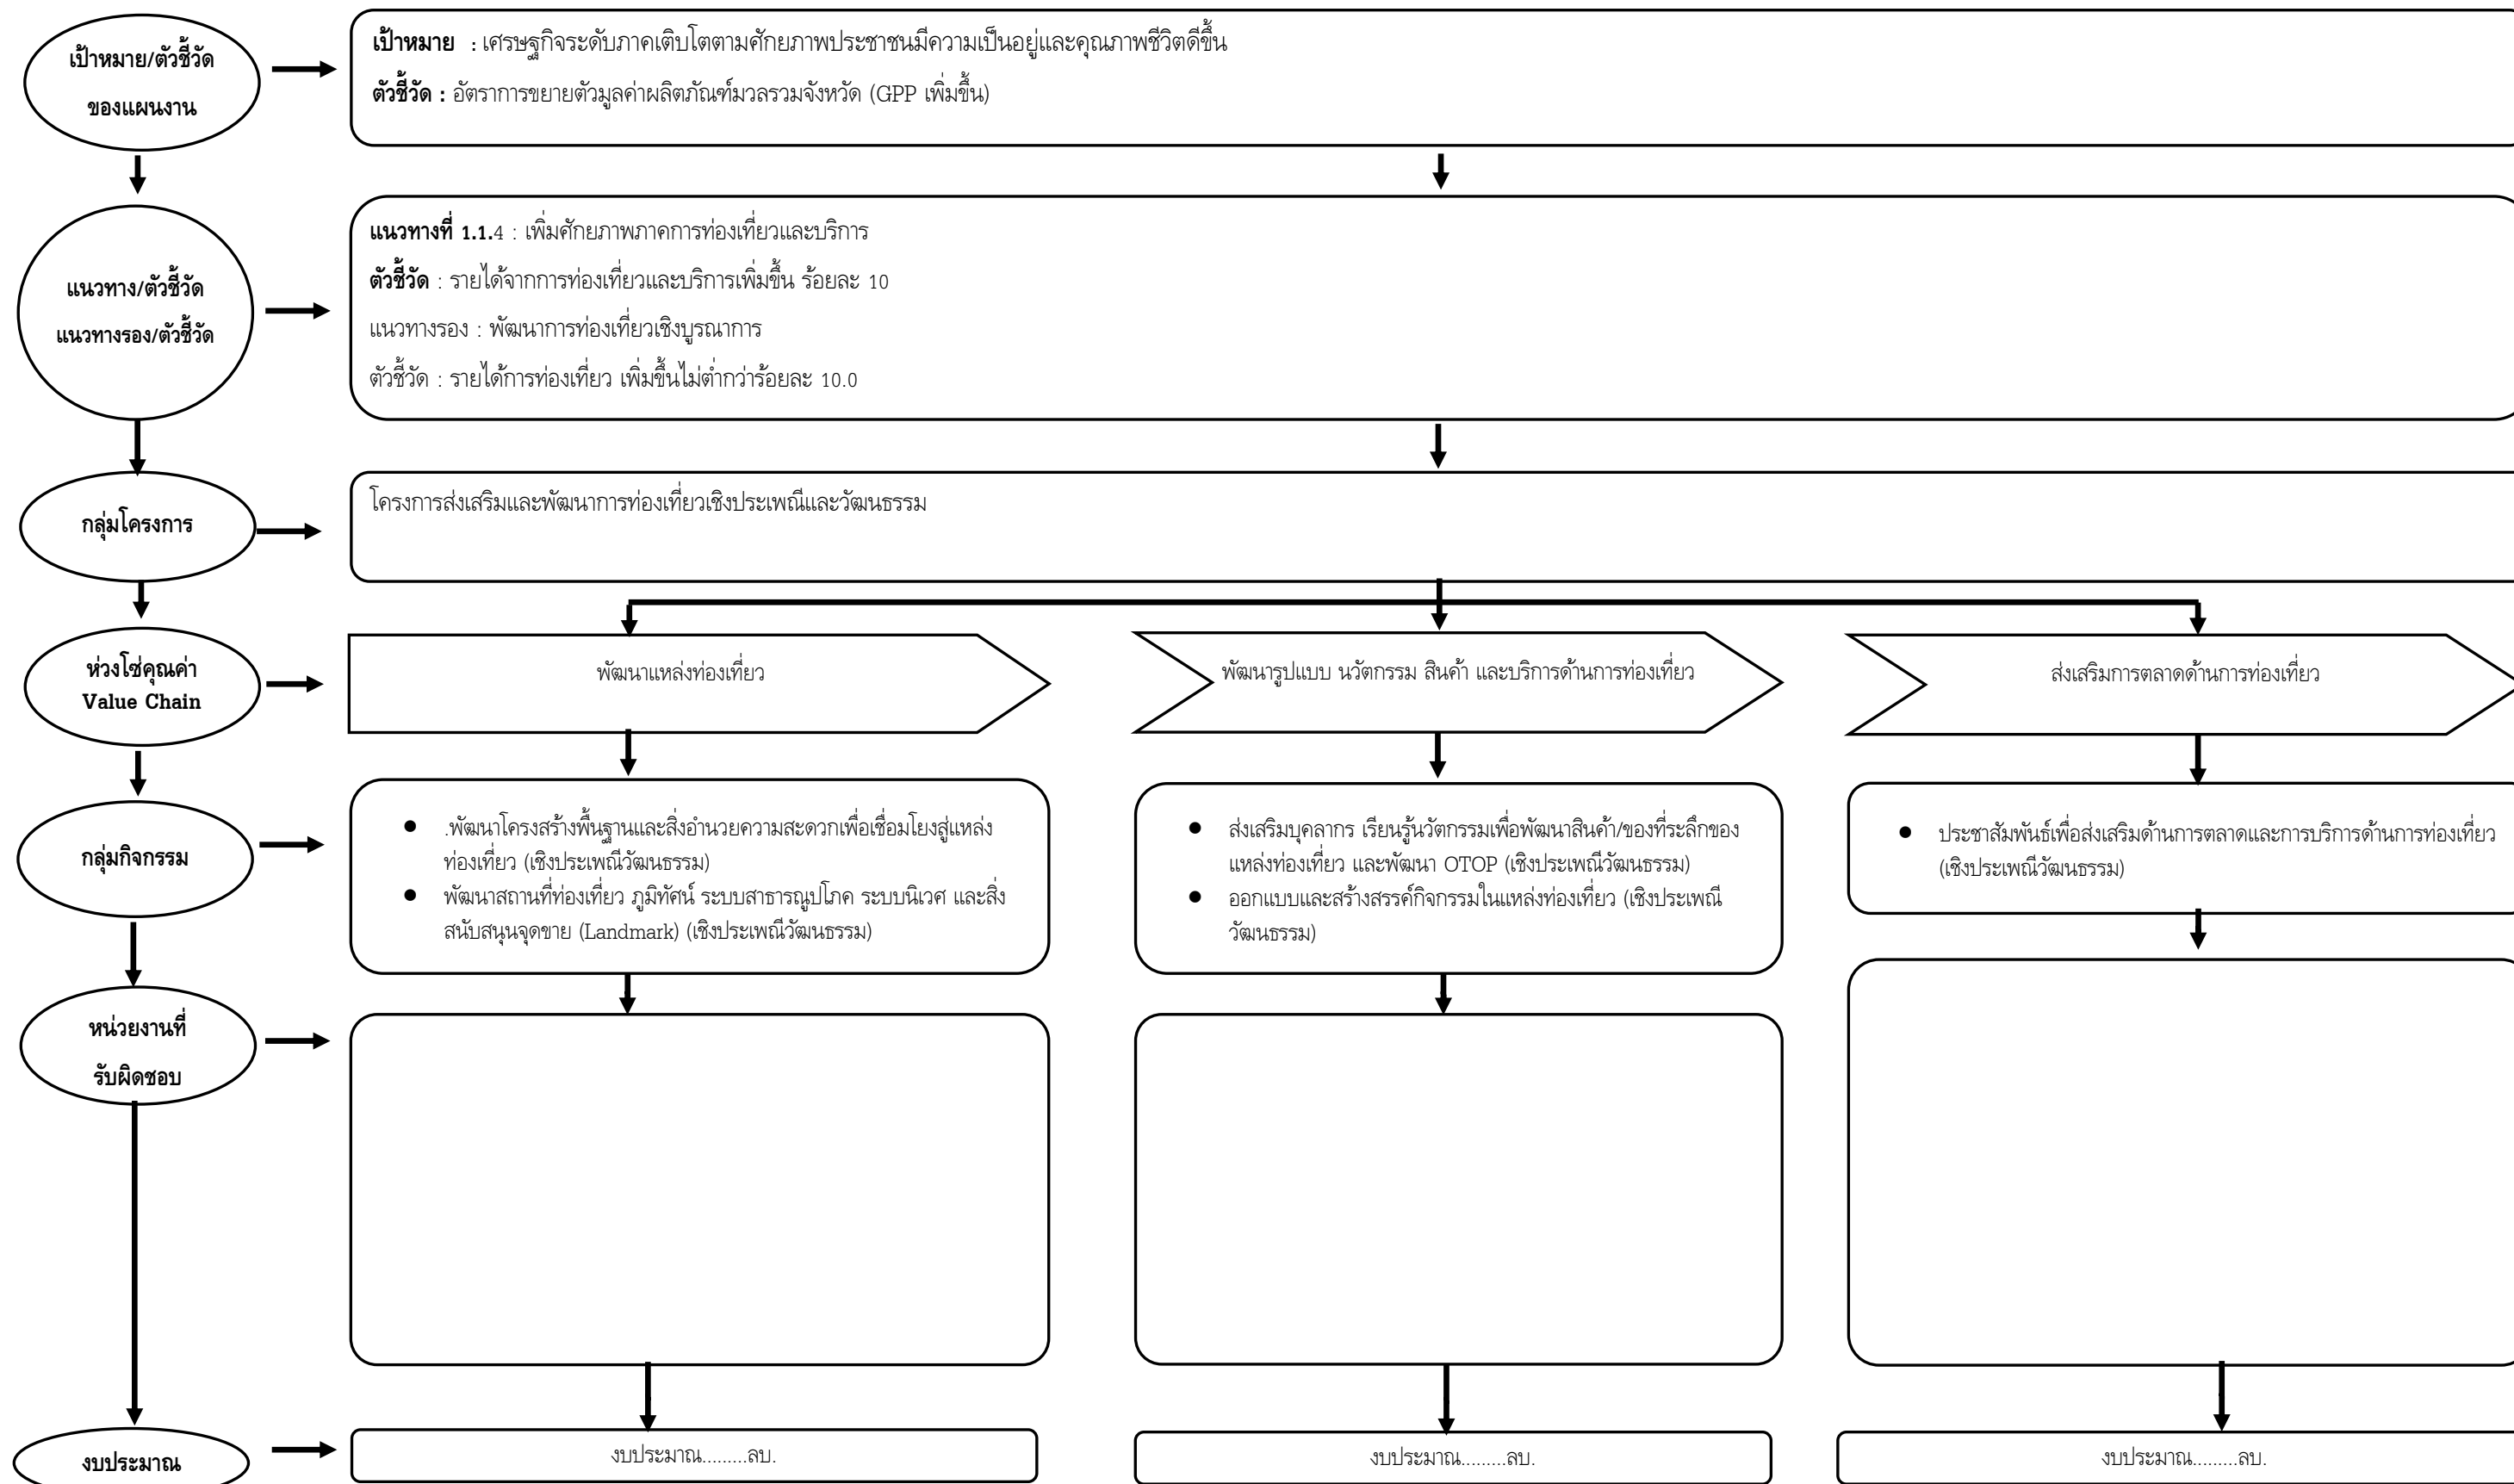 เป้าหมาย/ตัวชี้วัด
ของแผนงาน
เป้าหมาย : เศรษฐกิจระดับภาคเติบโตตามศักยภาพประชาชนมีความเป็นอยู่และคุณภาพชีวิตดีขึ้น
ตัวชี้วัด : อัตราการขยายตัวมูลค่าผลิตภัณฑ์มวลรวมจังหวัด (GPP เพิ่มขึ้น)
แนวทาง/ตัวชี้วัด
แนวทางรอง/ตัวชี้วัด
แนวทางที่ 1.1.4 : เพิ่มศักยภาพภาคการท่องเที่ยวและบริการ
ตัวชี้วัด : รายได้จากการท่องเที่ยวและบริการเพิ่มขึ้น ร้อยละ 10
แนวทางรอง : พัฒนาการท่องเที่ยวเชิงบูรณาการ
ตัวชี้วัด : รายได้การท่องเที่ยว เพิ่มขึ้นไม่ต่ำกว่าร้อยละ 10.0
กลุ่มโครงการ
โครงการส่งเสริมและพัฒนาการท่องเที่ยวเชิงประเพณีและวัฒนธรรม
ห่วงโซ่คุณค่า
Value Chain
พัฒนาแหล่งท่องเที่ยว
พัฒนารูปแบบ นวัตกรรม สินค้า และบริการด้านการท่องเที่ยว
ส่งเสริมการตลาดด้านการท่องเที่ยว
กลุ่มกิจกรรม
● .พัฒนาโครงสร้างพื้นฐานและสิ่งอำนวยความสะดวกเพื่อเชื่อมโยงสู่แหล่ง
ท่องเที่ยว (เชิงประเพณีวัฒนธรรม)
● พัฒนาสถานที่ท่องเที่ยว ภูมิทัศน์ ระบบสาธารณูปโภค ระบบนิเวศ และสิ่ง
สนับสนุนจุดขาย (Landmark) (เชิงประเพณีวัฒนธรรม)
● ส่งเสริมบุคลากร เรียนรู้นวัตกรรมเพื่อพัฒนาสินค้า/ของที่ระลึกของ
แหล่งท่องเที่ยว และพัฒนา OTOP (เชิงประเพณีวัฒนธรรม)
● ออกแบบและสร้างสรรค์กิจกรรมในแหล่งท่องเที่ยว (เชิงประเพณี
วัฒนธรรม)
● ประชาสัมพันธ์เพื่อส่งเสริมด้านการตลาดและการบริการด้านการท่องเที่ยว
(เชิงประเพณีวัฒนธรรม)
หน่วยงานที่
รับผิดชอบ
งบประมาณ
งบประมาณ.........ลบ.
งบประมาณ.........ลบ.
งบประมาณ.........ลบ.